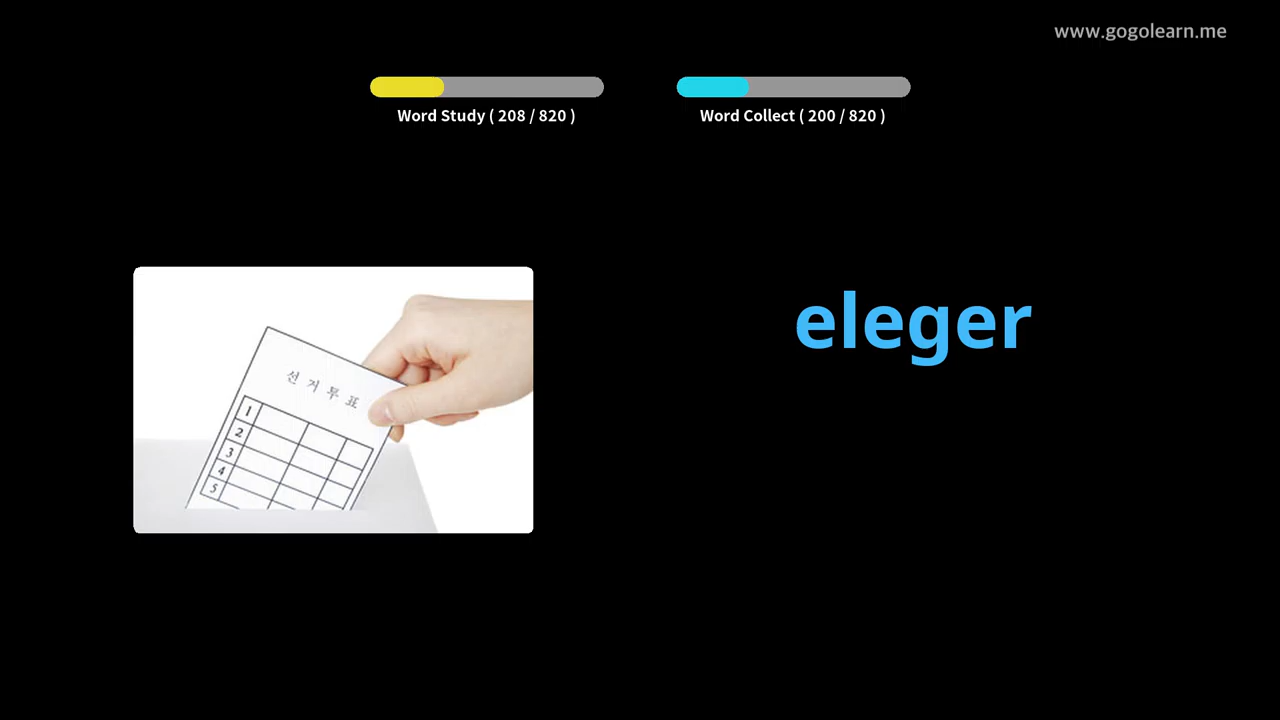 www.gogolearn.me
Word Study ( 208 / 820 )
Word Collect ( 200 / 820 )
eleger
선거투표
1
2
3
4
5